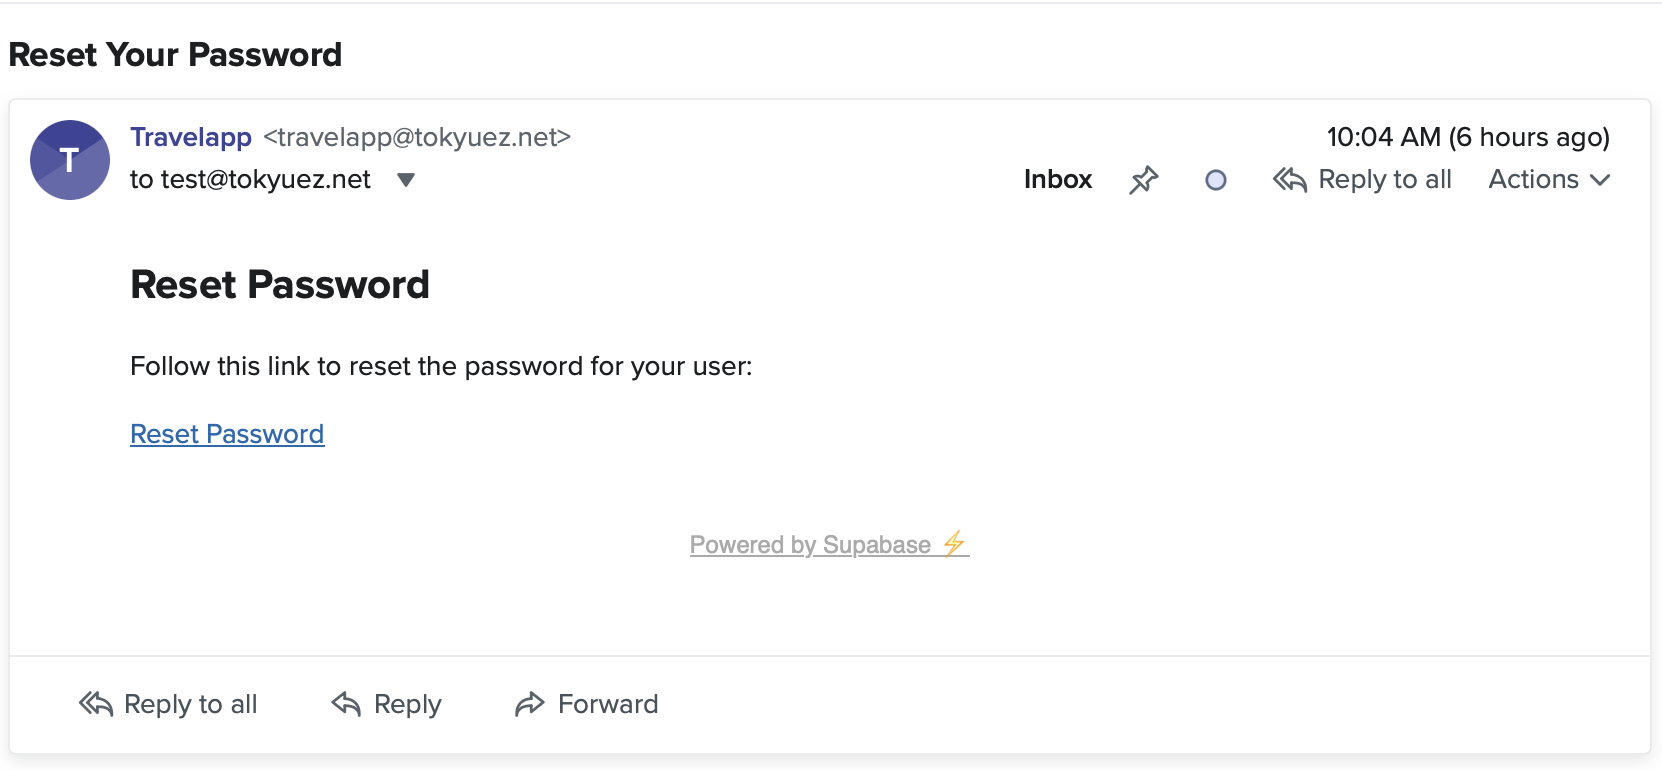 Reset Your Password
T
Travelapp <travelapp@tokyuez.net>
10:04 AM (6 hours ago)
to test@tokyuez.net
Inbox
Reply to all
Actions
Reset Password
Follow this link to reset the password for your user:
Reset Password
Powered by Supabase ⚡
Reply to all
Reply
Forward